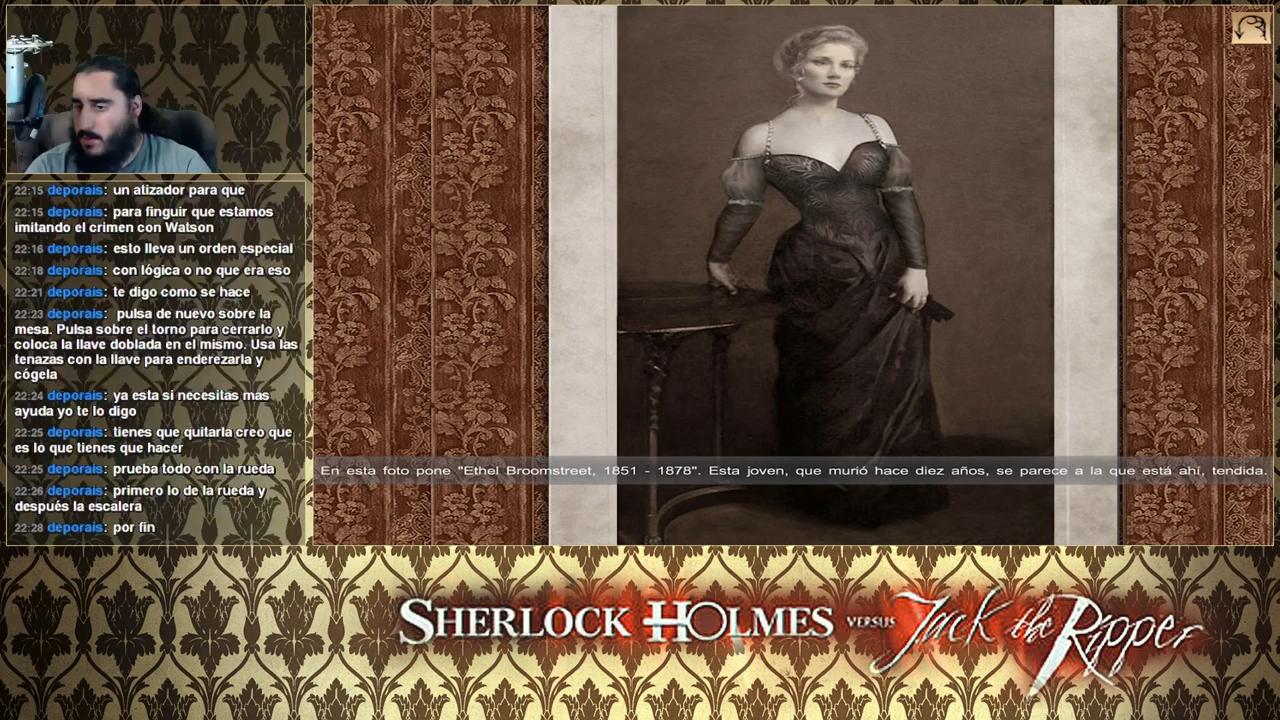 22:15 deporais: un atizador para que
22:15 deporais: para finguir que estamos
imitando el crimen con Watson
22:16 deporais: esto lleva un orden especial
22:18 deporais: con lógica o no que era eso
22:21 deporais: te digo como se hace
22:23 deporais: pulsa de nuevo sobre la
mesa. Pulsa sobre el torno para cerrarlo y
coloca la llave doblada en el mismo. Usa las
tenazas con la llave para enderezarla y
cógela
22:24 deporais: ya esta si necesitas mas
ayuda yo te lo digo
22:25 deporais: tienes que quitarla creo que
es lo que tienes que hacer
22:25 deporais: prueba todo con la rueda
22:26 deporais: primero lo de la rueda y
después la escalera
22:28 deporais: por fin
En esta foto pone "Ethel Broomstreet, 1851 - 1878". Esta joven, que murió hace diez años, se parece a la que está ahí, tendida.
SHERLOCK HOLMES VERSUS Jack the Ripper